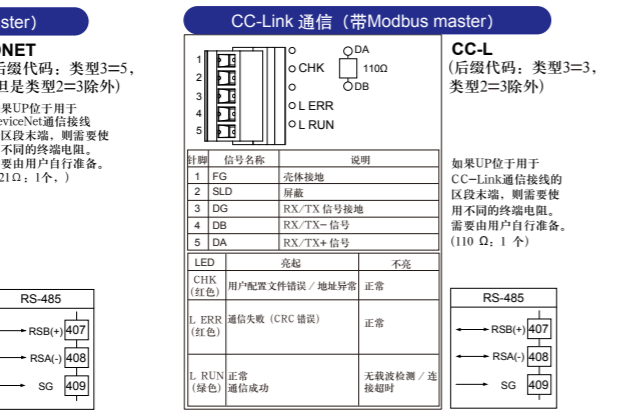 ster）
NET
后缀代码：类型3=5，
但是类型2=3除外）
果UP位于用于
eviceNet通信接线
区段末端，则需要使
不同的终端电阻。
要由用户自行准备。
21Ω：1个，）
RS-485
RSB(+) 407
RSA(-) 408
SG 409
CC-Link 通信（带Modbus master）
1
2
3
4
5
CHK
L ERR
L RUN
DA
110Ω
DB
针脚 信号名称 说明
1 FG 壳体接地
2 SLD 屏蔽
3 DG RX/TX 信号接地
4 DB RX/TX- 信号
5 DA RX/TX+ 信号
LED 亮起 不亮
CHK
（红色） 用户配置文件错误／地址异常 正常
L ERR
（红色） 通信失败（CRC 错误） 正常
L RUN
（绿色） 正常
通信成功 无载波检测／连
接超时
CC-L
（后缀代码：类型3=3，
类型2=3除外）
如果UP位于用于
CC-Link通信接线的
区段末端，则需要使
用不同的终端电阻。
需要由用户自行准备。
（110 Ω：1 个）
RS-485
RSB(+) 407
RSA(-) 408
SG 409